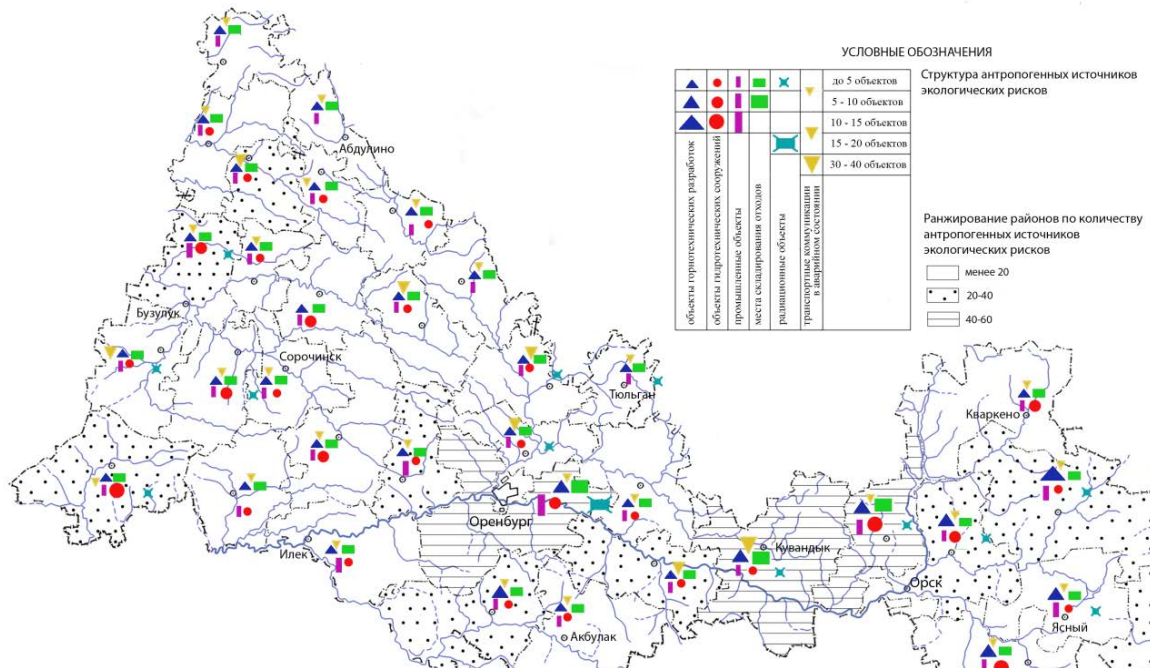 УСЛОВНЫЕ ОБОЗНАЧЕНИЯ
до 5 объектов
5 - 10 объектов
10 - 15 объектов
15 - 20 объектов
30 - 40 объектов
объекты горнотехнических разработок
объекты гидротехнических сооружений
промышленные объекты
места складирования отходов
радиационные объекты
транспортные коммуникации
в аварийном состоянии
Структура антропогенных источников
экологических рисков
Ранжирование районов по количеству
антропогенных источников
экологических рисков
менее 20
20-40
40-60
Абдулино
Бузулук
Сорочинск
Тюльган
Кваркено
Оренбург
Илек
Кувандык
Орск
Акбулак
Ясный